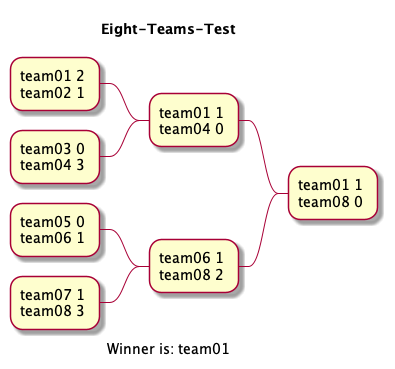 Eight-Teams-Test
team01 2
team02 1
team03 0
team04 3
team05 0
team06 1
team07 1
team08 3
team01 1
team04 0
team06 1
team08 2
team01 1
team08 0
Winner is: team01